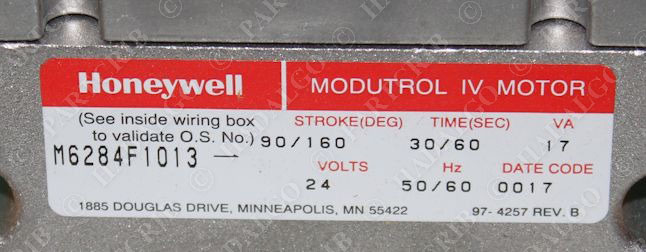 Honeywell MODUTROL IV MOTOR
(See inside wiring box STROKE(DEG) TIME(SEC) VA
to validate O.S. No.) 90/160 30/60 17
M6284F1013 —
VOLTS Hz DATE CODE
24 50/60 0017
1885 DOUGLAS DRIVE, MINNEAPOLIS, MN 55422 97-4257 REV. B